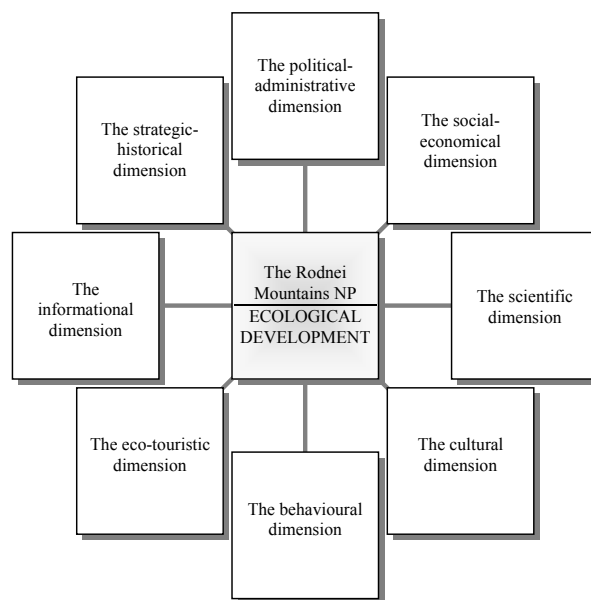 The political-
administrative
dimension
The strategic-
historical
dimension
The social-
economical
dimension
The
informational
dimension
The Rodnei
Mountains NP
ECOLOGICAL
DEVELOPMENT
The scientific
dimension
The eco-touristic
dimension
The cultural
dimension
The behavioural
dimension